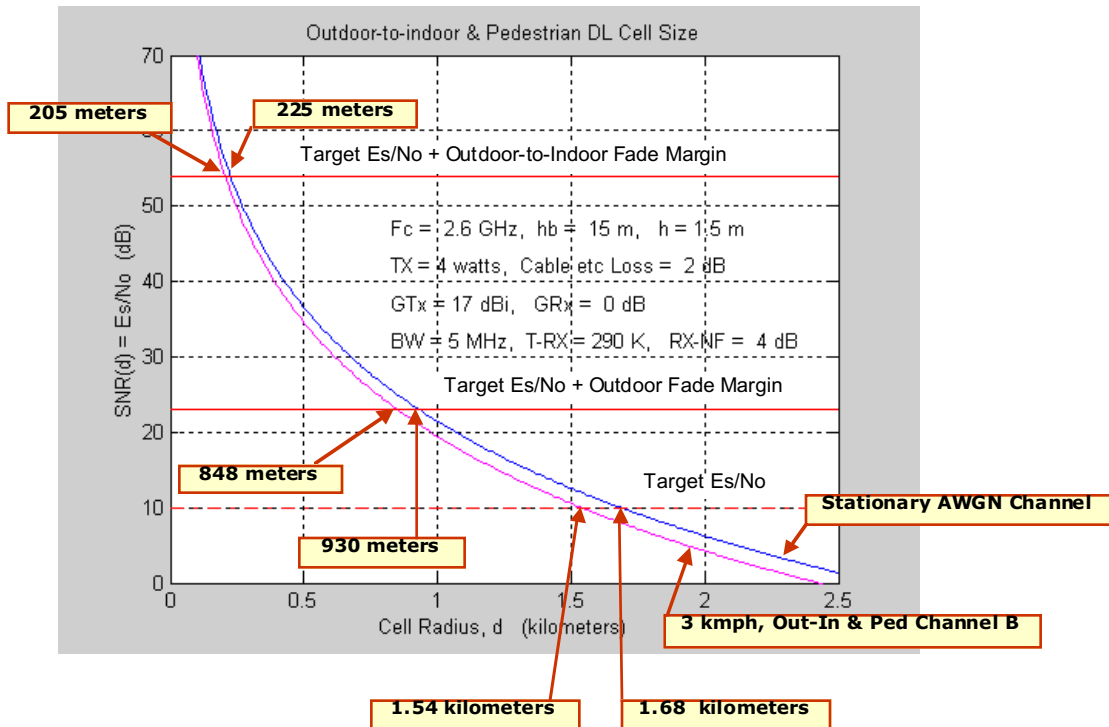 Outdoor-to-indoor & Pedestrian DL Cell Size
70
205 meters
225 meters
Target Es/No + Outdoor-to-Indoor Fade Margin
50
Fc = 2.6 GHz, hb = 15 m, h = 1.5 m
TX = 4 watts, Cable etc Loss = 2 dB
40
GTx = 17 dBi, GRx = 0 dB
BW = 5 MHz, T-RX = 290 K, RX-NF = 4 dB
30
SNR(d) = Es/No (dB)
Target Es/No + Outdoor Fade Margin
20
848 meters
Target Es/No
10
Stationary AWGN Channel
930 meters
0
0 0.5 1 1.5 2 2.5
Cell Radius, d (kilometers)
3 kmph, Out-In & Ped Channel B
1.54 kilometers
1.68 kilometers